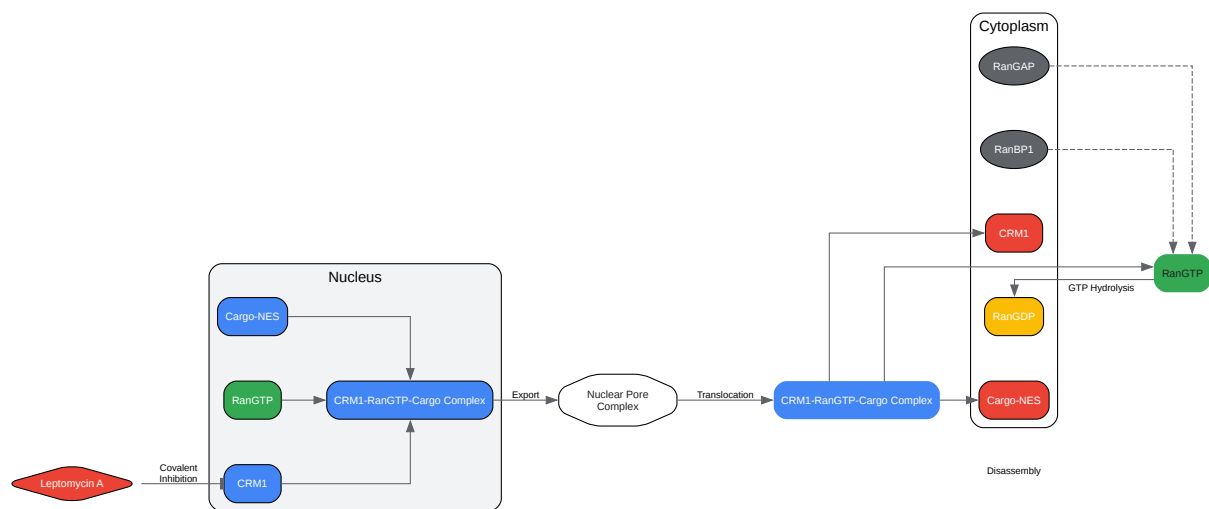 Cytoplasm
RanGAP
RanBP1
CRM1
RanGTP
GTP Hydrolysis
RanGDP
Cargo-NES
Disassembly
Nucleus
Cargo-NES
RanGTP
CRM1-RanGTP-Cargo Complex
CRM1
Leptomycin A
Covalent
Inhibition
Export
Nuclear Pore
Complex
Translocation
CRM1-RanGTP-Cargo Complex